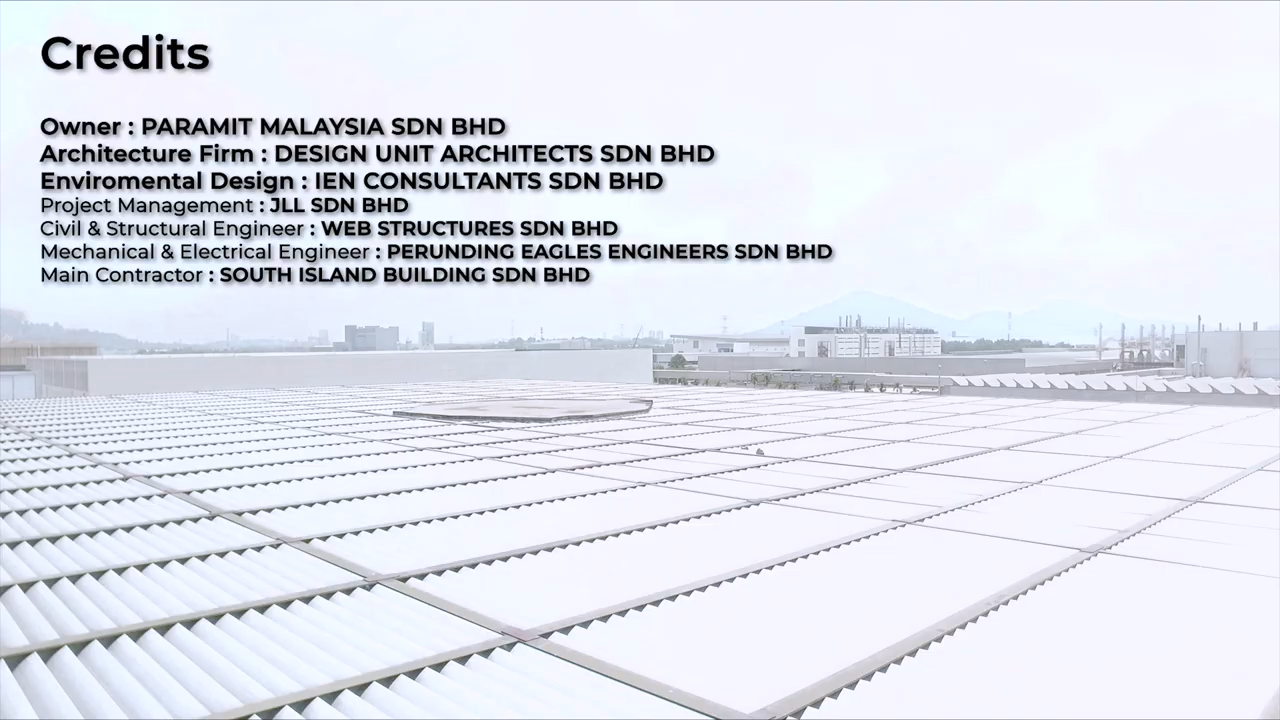 Credits
Owner : PARAMIT MALAYSIA SDN BHD
Architecture Firm : DESIGN UNIT ARCHITECTS SDN BHD
Enviromental Design : IEN CONSULTANTS SDN BHD
Project Management : JLL SDN BHD
Civil & Structural Engineer : WEB STRUCTURES SDN BHD
Mechanical & Electrical Engineer : PERUNDING EAGLES ENGINEERS SDN BHD
Main Contractor : SOUTH ISLAND BUILDING SDN BHD